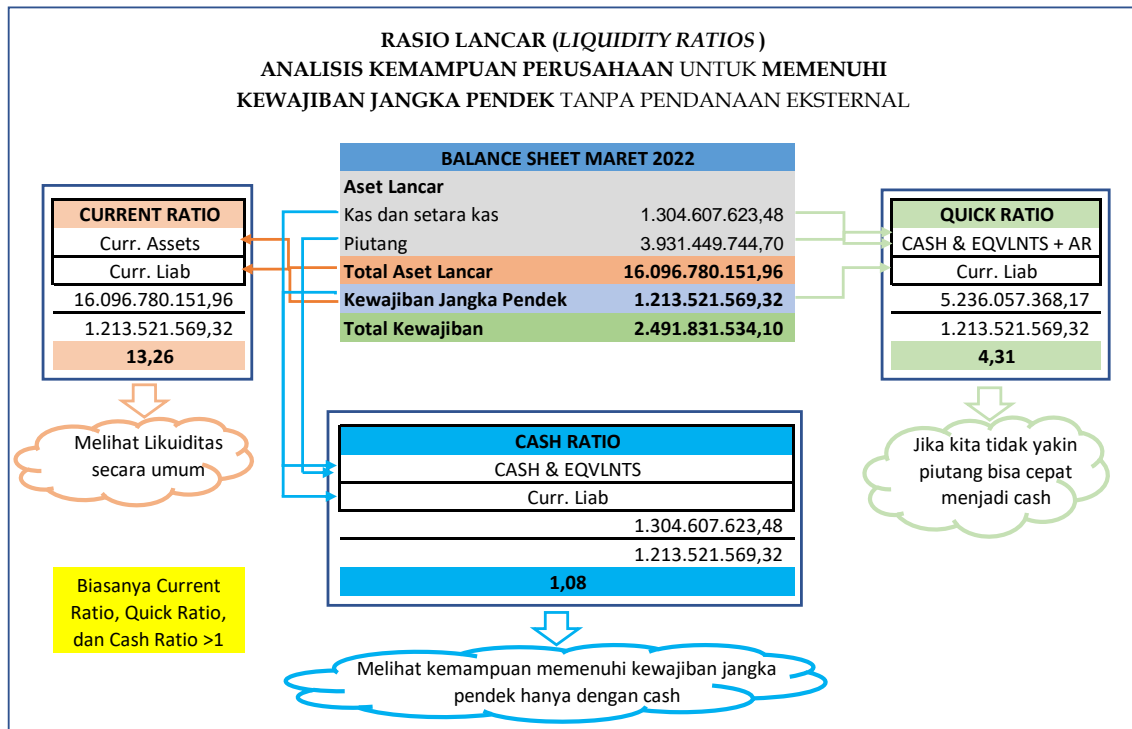 RASIO LANCAR (LIQUIDITY RATIOS )
ANALISIS KEMAMPUAN PERUSAHAAN UNTUK MEMENUHI
KEWAJIBAN JANGKA PENDEK TANPA PENDANAAN EKSTERNAL
BALANCE SHEET MARET 2022
Aset Lancar
Kas dan setara kas 1.304.607.623,48
Piutang 3.931.449.744,70
Total Aset Lancar 16.096.780.151,96
Kewajiban Jangka Pendek 1.213.521.569,32
Total Kewajiban 2.491.831.534,10
CURRENT RATIO
Curr. Assets
Curr. Liab
16.096.780.151,96
1.213.521.569,32
13,26
Melihat Likuiditas
secara umum
QUICK RATIO
CASH & EQVLNTS + AR
Curr. Liab
5.236.057.368,17
1.213.521.569,32
4,31
Jika kita tidak yakin
piutang bisa cepat
menjadi cash
CASH RATIO
CASH & EQVLNTS
Curr. Liab
1.304.607.623,48
1.213.521.569,32
1,08
Melihat kemampuan memenuhi kewajiban jangka
pendek hanya dengan cash
Biasanya Current
Ratio, Quick Ratio,
dan Cash Ratio >1